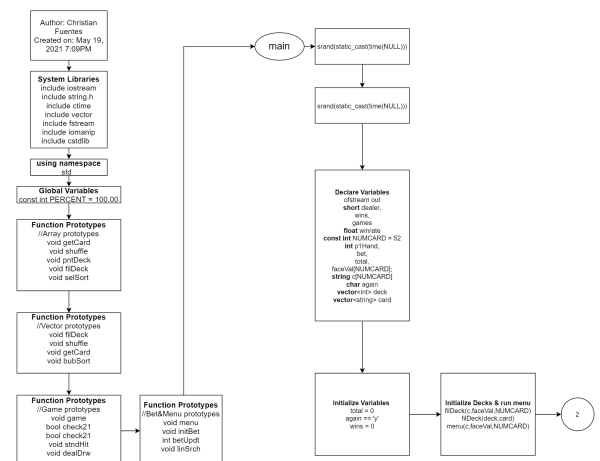 Author: Christian
Fuentes
Created on: May 19,
2021 7:09PM
System Libraries
include iostream
include string.h
include ctime
include vector
include fstream
include iomanip
include cstdlib
using namespace
std
Global Variables
const int PERCENT = 100.00
Function Prototypes
//Array prototypes
void getCard
void shuffle
void pntDeck
void filDeck
void selSort
Function Prototypes
//Vector prototypes
void filDeck
void shuffle
void getCard
void bubSort
Function Prototypes
//Game prototypes
void game
bool check21
bool check21
void stndHit
void dealDrw
Function Prototypes
//Bet&Menu prototypes
void menu
void initBet
int betUpdt
void linSrch
main
srand(static_cast(time(NULL)))
srand(static_cast(time(NULL)))
Declare Variables
ofstream out
short dealer,
wins,
games
float winrate
const int NUMCARD = 52
int p1Hand,
bet,
total,
faceVal[NUMCARD];
string c[NUMCARD]
char again
vector<int> deck
vector<string> card
Initialize Variables
total = 0
again == 'y'
wins = 0
Initialize Decks & run menu
filDeck(c,faceVal,NUMCARD)
filDeck(deck,card)
menu(c,faceVal,NUMCARD)
2